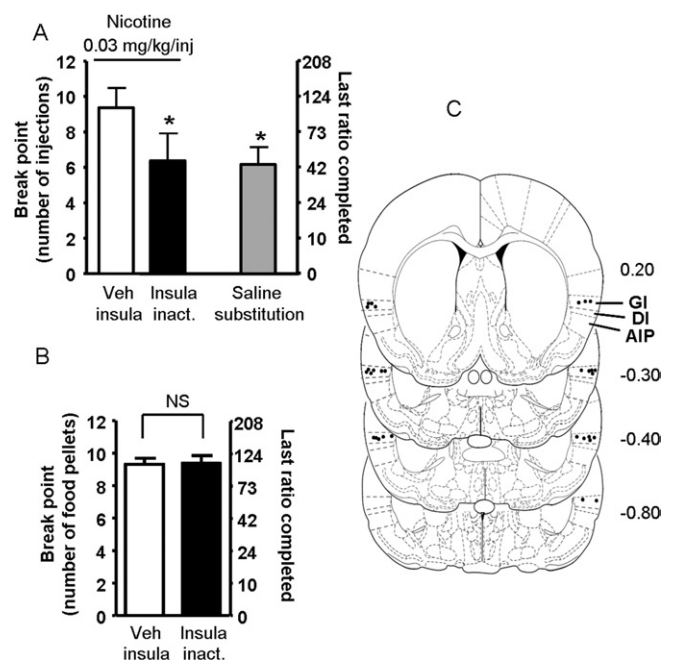 A
Nicotine
0.03 mg/kg/inj
Break point
(number of injections)
12
10
8
6
4
2
0
*
*
208
124
73
42
24
10
0
Last ratio completed
Veh
insula
Insula
inact.
Saline
substitution
B
NS
Break point
(number of food pellets)
12
10
8
6
4
2
0
208
124
73
42
24
10
0
Last ratio completed
Veh
insula
Insula
inact.
C
0.20
GI
DI
AIP
-0.30
-0.40
-0.80